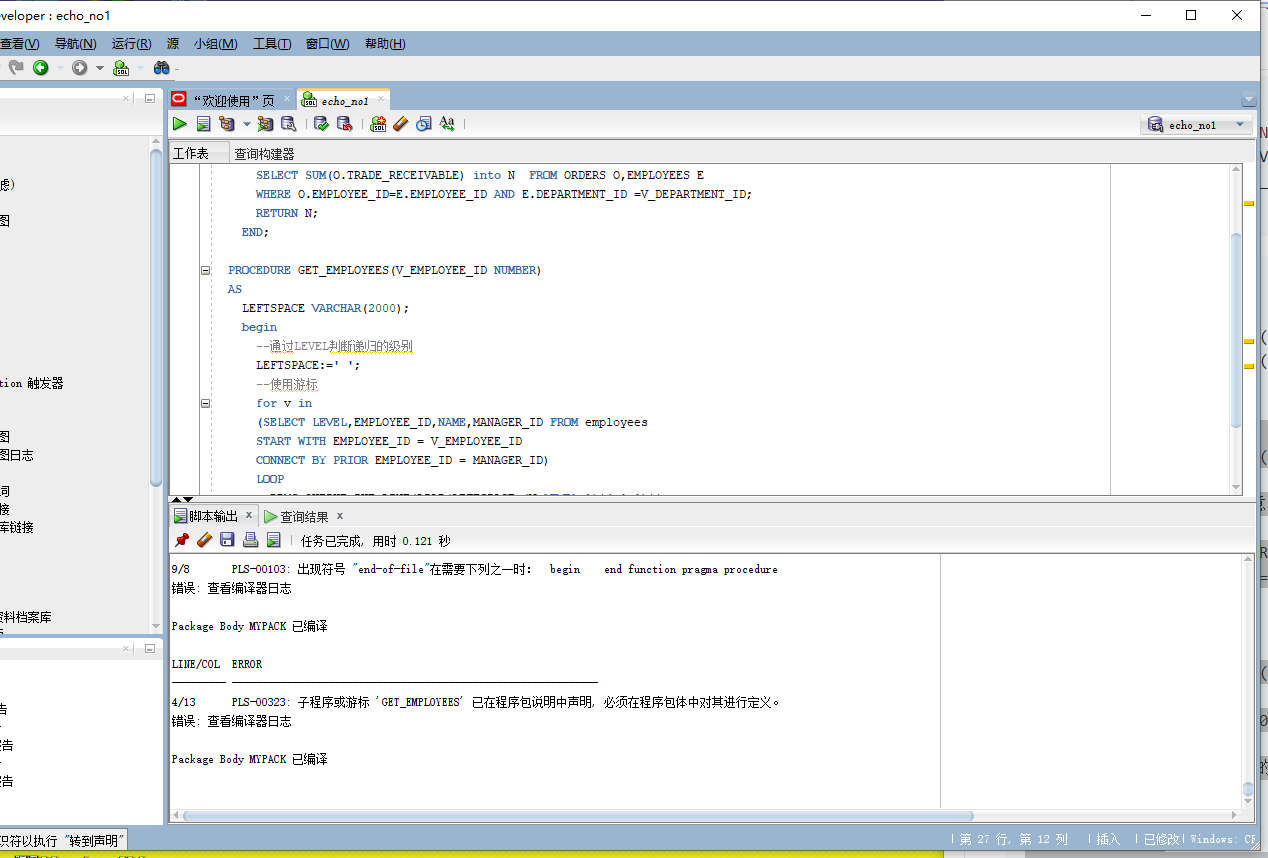 eveloper : echo_no1
查看(V) 导航(N) 运行(R) 源 小组(M) 工具(T) 窗口(W) 帮助(H)
“欢迎使用” 页 echo_no1
echo_no1
工作表 查询构建器
SELECT SUM(O.TRADE_RECEIVABLE) into N FROM ORDERS O,EMPLOYEES E
WHERE O.EMPLOYEE_ID=E.EMPLOYEE_ID AND E.DEPARTMENT_ID =V_DEPARTMENT_ID;
RETURN N;
END;
PROCEDURE GET_EMPLOYEES(V_EMPLOYEE_ID NUMBER)
AS
LEFTSPACE VARCHAR(2000);
begin
--通过LEVEL判断递归的级别
LEFTSPACE:=' ';
--使用游标
for v in
(SELECT LEVEL,EMPLOYEE_ID,NAME,MANAGER_ID FROM employees
START WITH EMPLOYEE_ID = V_EMPLOYEE_ID
CONNECT BY PRIOR EMPLOYEE_ID = MANAGER_ID)
LOOP
虑)
图
tion 触发器
图
图日志
词
接
库链接
资料档案库
告
报告
报告
脚本输出 x 查询结果 x
任务已完成, 用时 0.121 秒
9/8 PLS-00103: 出现符号 "end-of-file"在需要下列之一时: begin end function pragma procedure
错误: 查看编译器日志
Package Body MYPACK 已编译
LINE/COL ERROR
4/13 PLS-00323: 子程序或游标 'GET_EMPLOYEES' 已在程序包说明中声明, 必须在程序包体中对其进行定义。
错误: 查看编译器日志
Package Body MYPACK 已编译
识符以执行 "转到声明"
第 27 行, 第 12 列 插入 已修改 Windows: CR